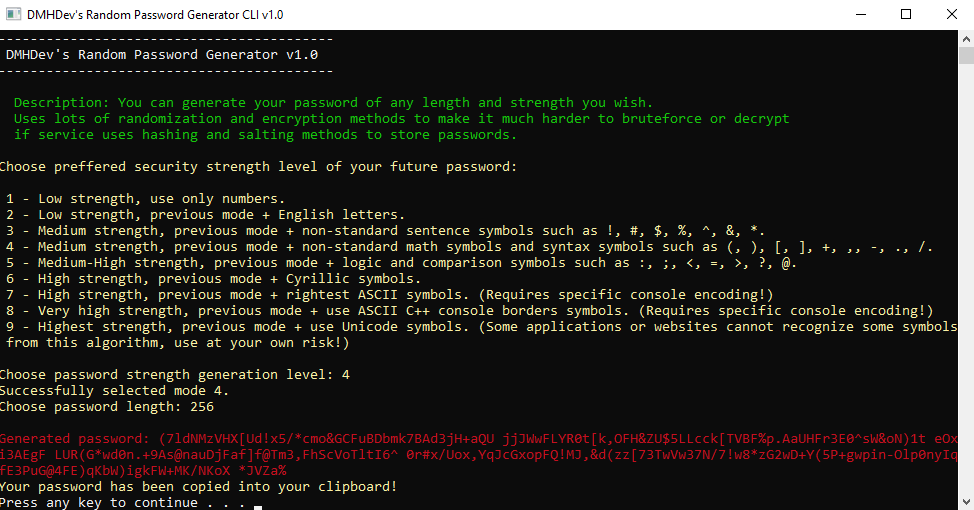 DMHDev's Random Password Generator CLI v1.0
-------------------------------------------
DMHDev's Random Password Generator v1.0
-------------------------------------------
Description: You can generate your password of any length and strength you wish.
Uses lots of randomization and encryption methods to make it much harder to bruteforce or decrypt
if service uses hashing and salting methods to store passwords.
Choose preffered security strength level of your future password:
1 - Low strength, use only numbers.
2 - Low strength, previous mode + English letters.
3 - Medium strength, previous mode + non-standard sentence symbols such as !, #, $, %, ^, &, *.
4 - Medium strength, previous mode + non-standard math symbols and syntax symbols such as (, ), [, ], +, ,, -, ., /.
5 - Medium-High strength, previous mode + logic and comparison symbols such as :, ;, <, =, >, ?, @.
6 - High strength, previous mode + Cyrillic symbols.
7 - High strength, previous mode + rightest ASCII symbols. (Requires specific console encoding!)
8 - Very high strength, previous mode + use ASCII C++ console borders symbols. (Requires specific console encoding!)
9 - Highest strength, previous mode + use Unicode symbols. (Some applications or websites cannot recognize some symbols
from this algorithm, use at your own risk!)
Choose password strength generation level: 4
Successfully selected mode 4.
Choose password length: 256
Generated password: (7ldNMzVHX[Ud!x5/*cmo&GCFuBDbmk7BAd3jH+aQU jjJWwFLYR0t[k,OFH&ZU$5LLcck[TVBF%p.AaUHFr3E0^sW&oN)1t eOx
i3AEgF LUR(G*wd0n.+9As@nauDjFaf]f@Tm3,FhScVoTltI6^ 0r#x/Uox,YqJcGxopFQ!MJ,&d(zz[73TwVw37N/7!w8*zG2wD+Y(5P+gwpin-Olp0nyIq
fE3PuG@4FE)qKbW)igkFW+MK/NKoX *JVZa%
Your password has been copied into your clipboard!
Press any key to continue . . .